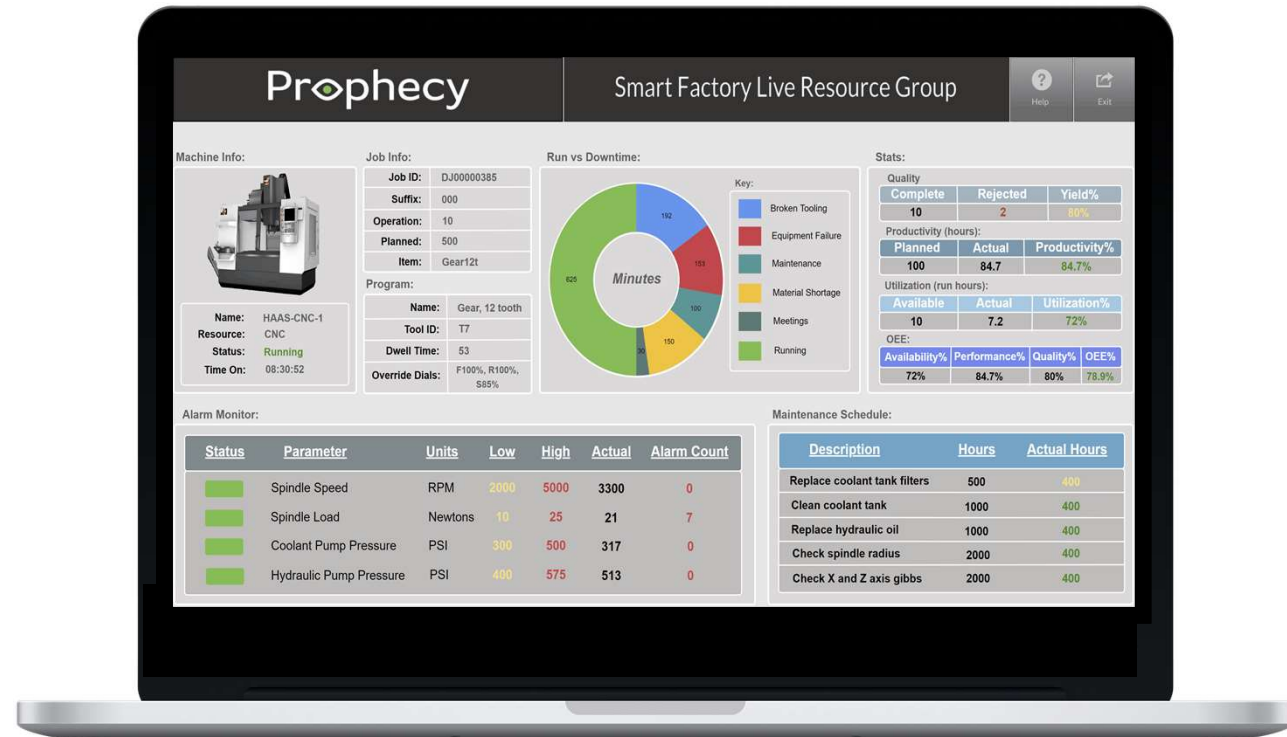 Prophecy
Smart Factory Live Resource Group
Help
Exit
Machine Info:
Name: HAAS-CNC-1
Resource: CNC
Status: Running
Time On: 08:30:52
Job Info:
Job ID: DJ00000385
Suffix: 000
Operation: 10
Planned: 500
Item: Gear12t
Program:
Name: Gear, 12 tooth
Tool ID: T7
Dwell Time: 53
Override Dials: F100%, R100%,
S85%
Run vs Downtime:
192
153
100
150
30
625
Minutes
Key:
Broken Tooling
Equipment Failure
Maintenance
Material Shortage
Meetings
Running
Stats:
Quality
Complete Rejected Yield%
10 2 80%
Productivity (hours):
Planned Actual Productivity%
100 84.7 84.7%
Utilization (run hours):
Available Actual Utilization%
10 7.2 72%
OEE:
Availability% Performance% Quality% OEE%
72% 84.7% 80% 78.9%
Alarm Monitor:
Status Parameter Units Low High Actual Alarm Count
Spindle Speed RPM 2000 5000 3300 0
Spindle Load Newtons 10 25 21 7
Coolant Pump Pressure PSI 300 500 317 0
Hydraulic Pump Pressure PSI 400 575 513 0
Maintenance Schedule:
Description Hours Actual Hours
Replace coolant tank filters 500 400
Clean coolant tank 1000 400
Replace hydraulic oil 1000 400
Check spindle radius 2000 400
Check X and Z axis gibbs 2000 400